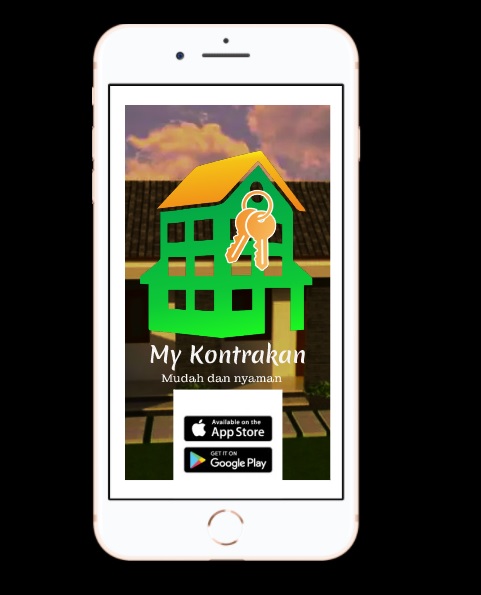 My Kontrakan
Mudah dan nyaman
Available on the
App Store
GET IT ON
Google Play